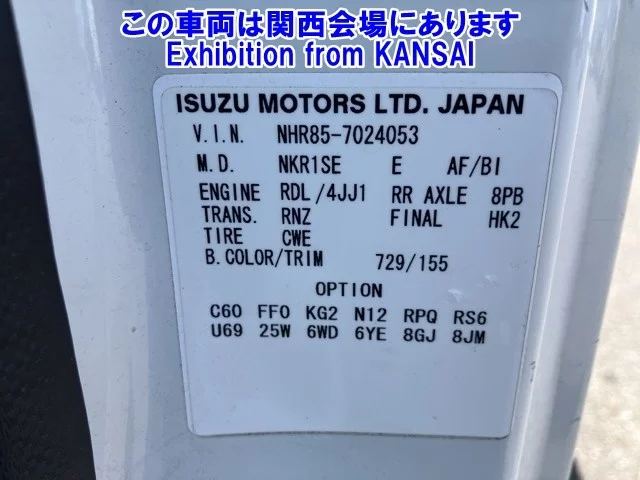 この車両は関西会場にあります
Exhibition from KANSAI
ISUZU MOTORS LTD. JAPAN
V.I.N. NHR85-7024053
M.D. NKR1SE E AF/BI
ENGINE RDL/4JJ1 RR AXLE 8PB
TRANS. RNZ FINAL HK2
TIRE CWE
B.COLOR/TRIM 729/155
OPTION
C60 FF0 KG2 N12 RPQ RS6
U69 25W 6WD 6YE 8GJ 8JM